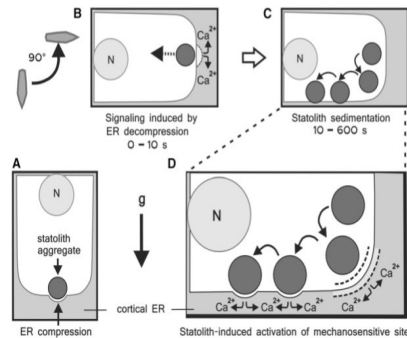 B
C
90°
N
Ca2+
Ca2+
N
Signaling induced by
ER decompression
0 – 10 s
Statolith sedimentation
10 – 600 s
A
D
N
g
N
statolith
aggregate
Ca2+
Ca2+
cortical ER
Ca2+
Ca2+
Ca2+
ER compression
Statolith-induced activation of mechanosensitive site